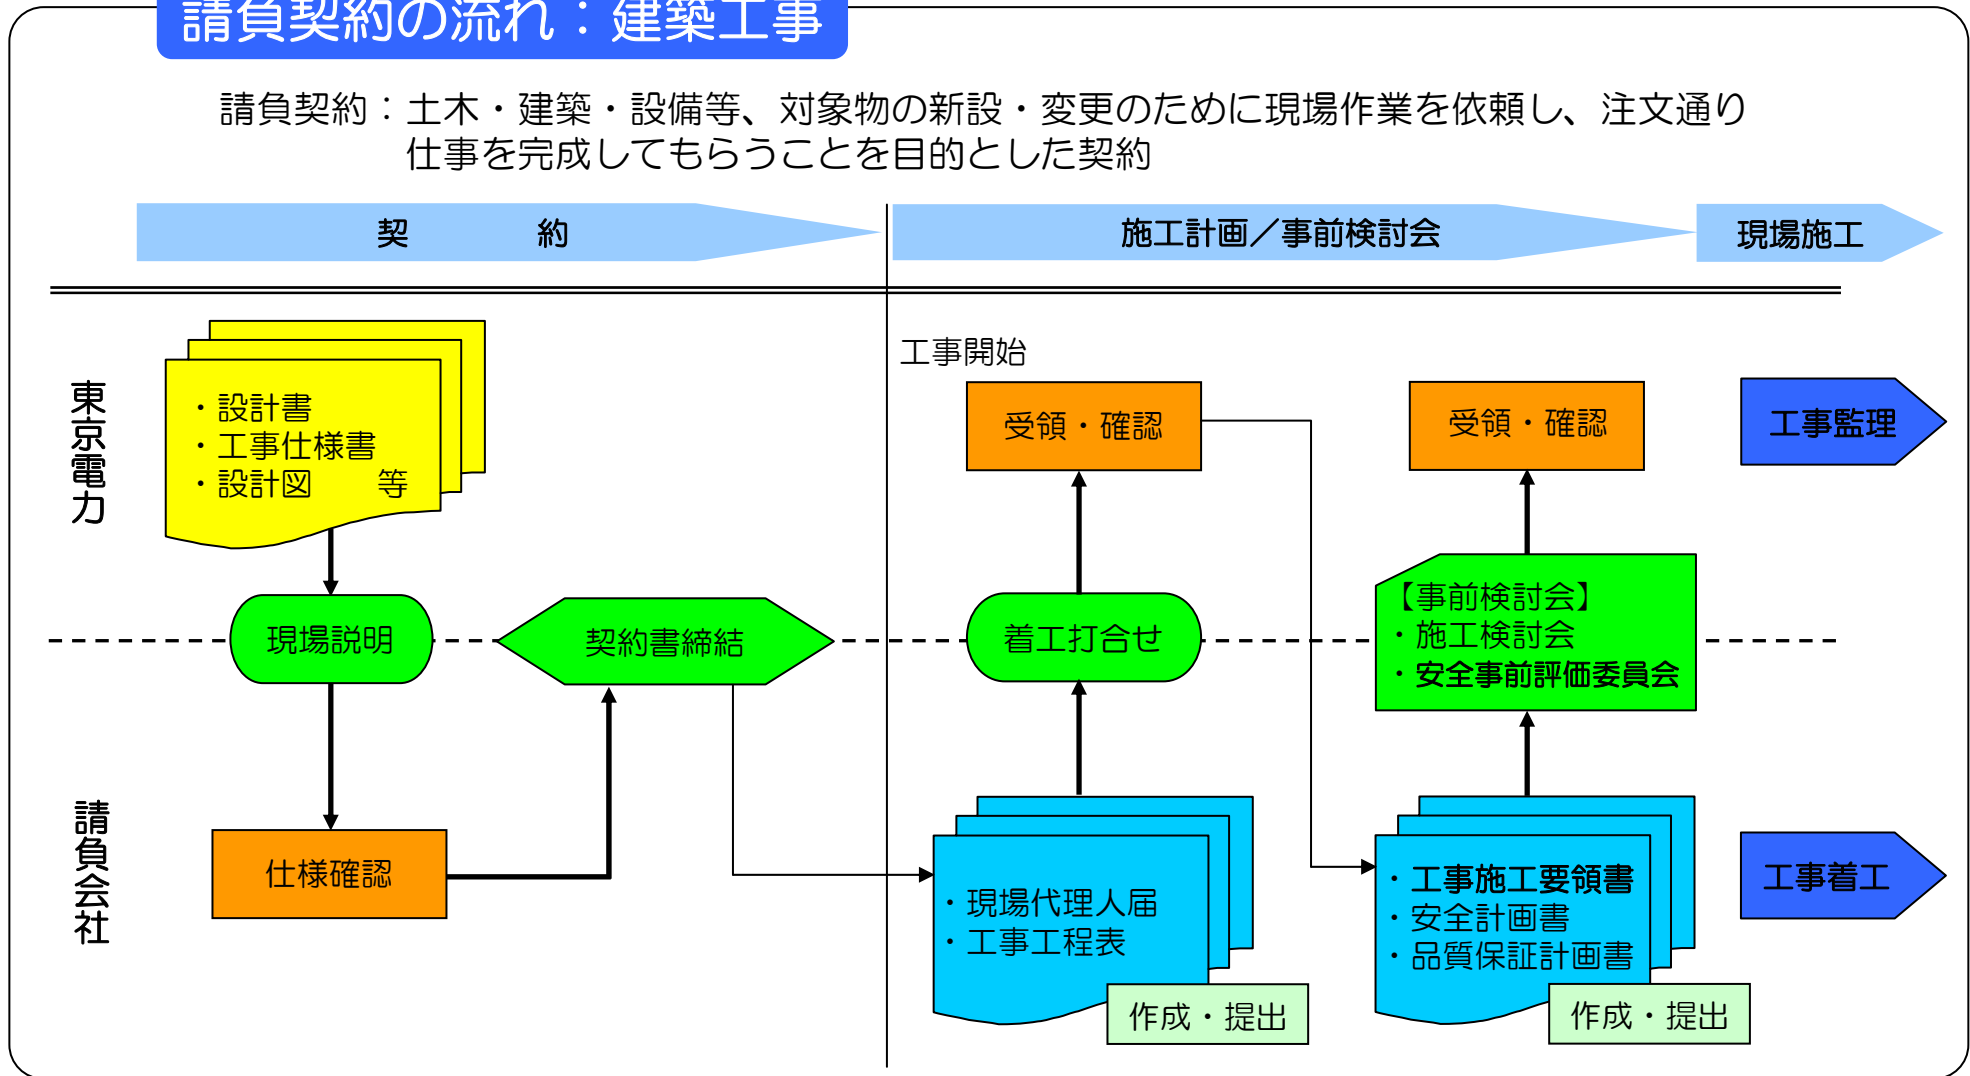 請負契約の流れ：建築工事
請負契約：土木・建築・設備等、対象物の新設・変更のために現場作業を依頼し、注文通り
仕事を完成してもらうことを目的とした契約
契　　　　約
施工計画／事前検討会
現場施工
東京電力
・設計書
・工事仕様書
・設計図　　等
工事開始
受領・確認
受領・確認
工事監理
現場説明
契約書締結
着工打合せ
【事前検討会】
・施工検討会
・安全事前評価委員会
請負会社
仕様確認
・現場代理人届
・工事工程表
作成・提出
・工事施工要領書
・安全計画書
・品質保証計画書
作成・提出
工事着工